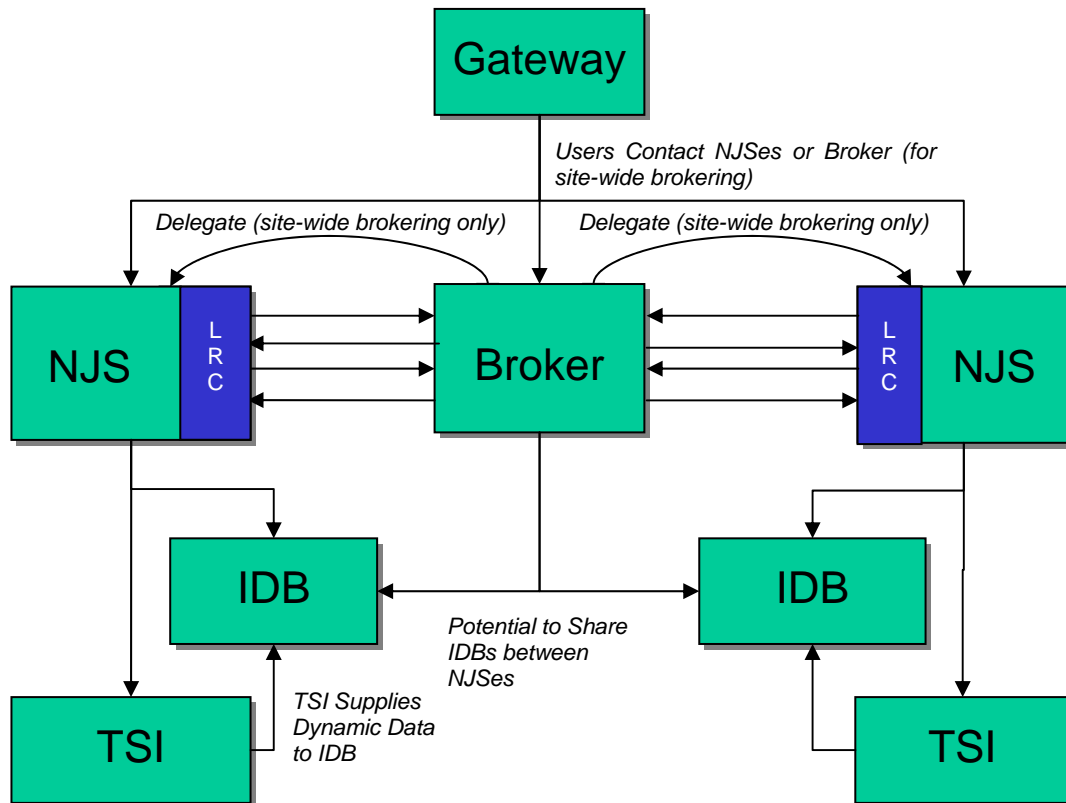 Gateway
Users Contact NJSes or Broker (for
site-wide brokering)
Delegate (site-wide brokering only)
Delegate (site-wide brokering only)
NJS
L
R
C
Broker
L
R
C
NJS
IDB
IDB
Potential to Share
IDBs between
NJSes
TSI Supplies
Dynamic Data
to IDB
TSI
TSI